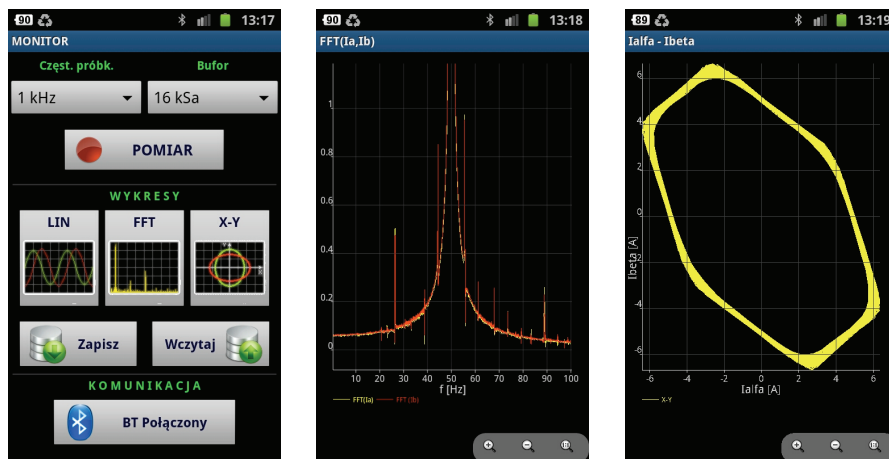 90 13:17
MONITOR
Częst. próbk. Bufor
1 kHz 16 kSa
POMIAR
WYKRESY
LIN FFT X-Y
Zapisz Wczytaj
KOMUNIKACJA
BT Połączony
90 13:18
FFT(Ia,Ib)
1
0.8
0.6
0.4
0.2
0
10 20 30 40 50 60 70 80 90 100
f [Hz]
FFT(Ia) FFT (Ib)
89 13:19
Ialfa - Ibeta
6
4
2
0
-2
-4
-6
Ibeta [A]
-6 -4 -2 0 2 4 6
Ialfa [A]
X-Y